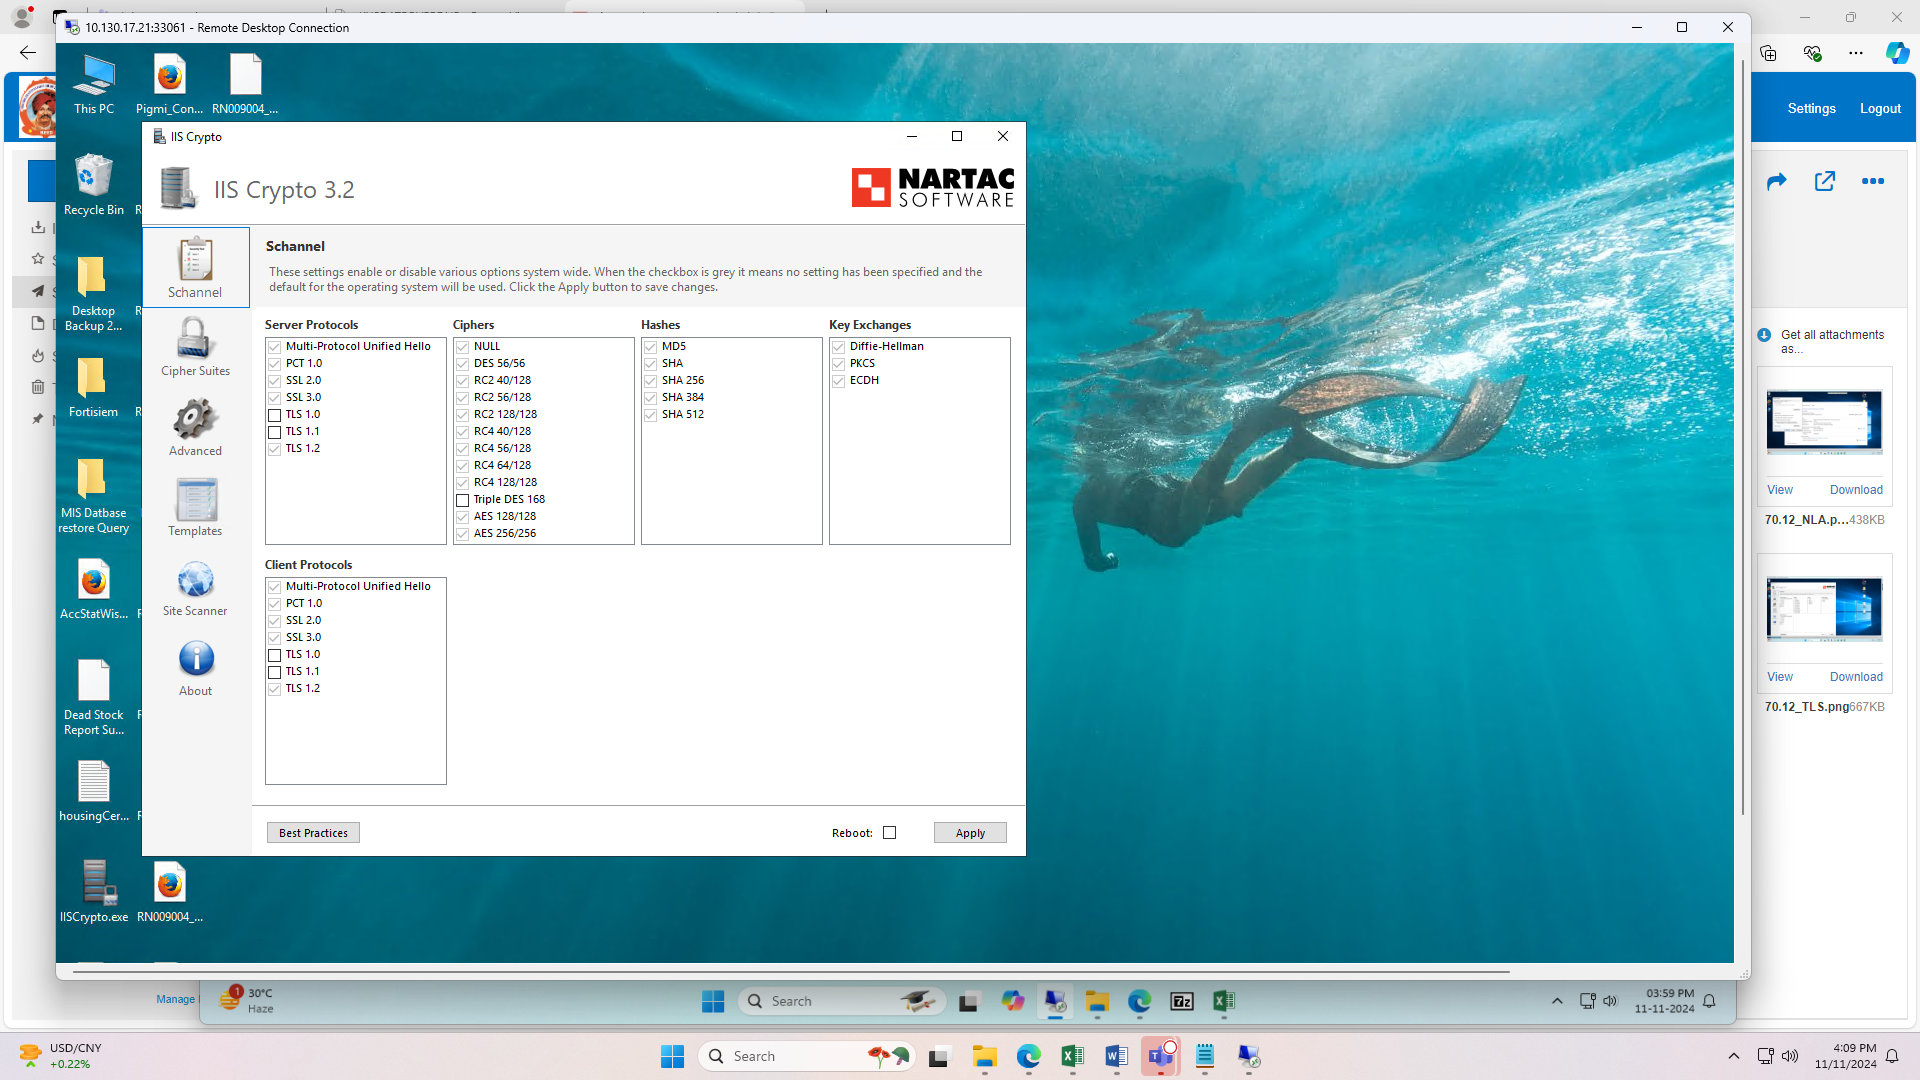 10.130.17.21:33061 - Remote Desktop Connection
Settings
Logout
This PC
Pigmi_Con...
RN009004_...
Recycle Bin
Desktop
Backup 2...
Fortisiem
MIS Datbase
restore Query
AccStatWis...
Dead Stock
Report Su...
housingCer...
IISCrypto.exe
RN009004_...
IIS Crypto
IIS Crypto 3.2
NARTAC
SOFTWARE
Schannel
Cipher Suites
Advanced
Templates
Site Scanner
About
Schannel
These settings enable or disable various options system wide. When the checkbox is grey it means no setting has been specified and the
default for the operating system will be used. Click the Apply button to save changes.
Server Protocols
Multi-Protocol Unified Hello
PCT 1.0
SSL 2.0
SSL 3.0
TLS 1.0
TLS 1.1
TLS 1.2
Ciphers
NULL
DES 56/56
RC2 40/128
RC2 56/128
RC2 128/128
RC4 40/128
RC4 56/128
RC4 64/128
RC4 128/128
Triple DES 168
AES 128/128
AES 256/256
Hashes
MD5
SHA
SHA 256
SHA 384
SHA 512
Key Exchanges
Diffie-Hellman
PKCS
ECDH
Client Protocols
Multi-Protocol Unified Hello
PCT 1.0
SSL 2.0
SSL 3.0
TLS 1.0
TLS 1.1
TLS 1.2
Best Practices
Reboot:
Apply
Get all attachments
as...
View
Download
70.12_NLA.p...438KB
View
Download
70.12_TLS.png667KB
Manage
1
30°C
Haze
Search
7z
03:59 PM
11-11-2024
USD/CNY
+0.22%
Search
4:09 PM
11/11/2024